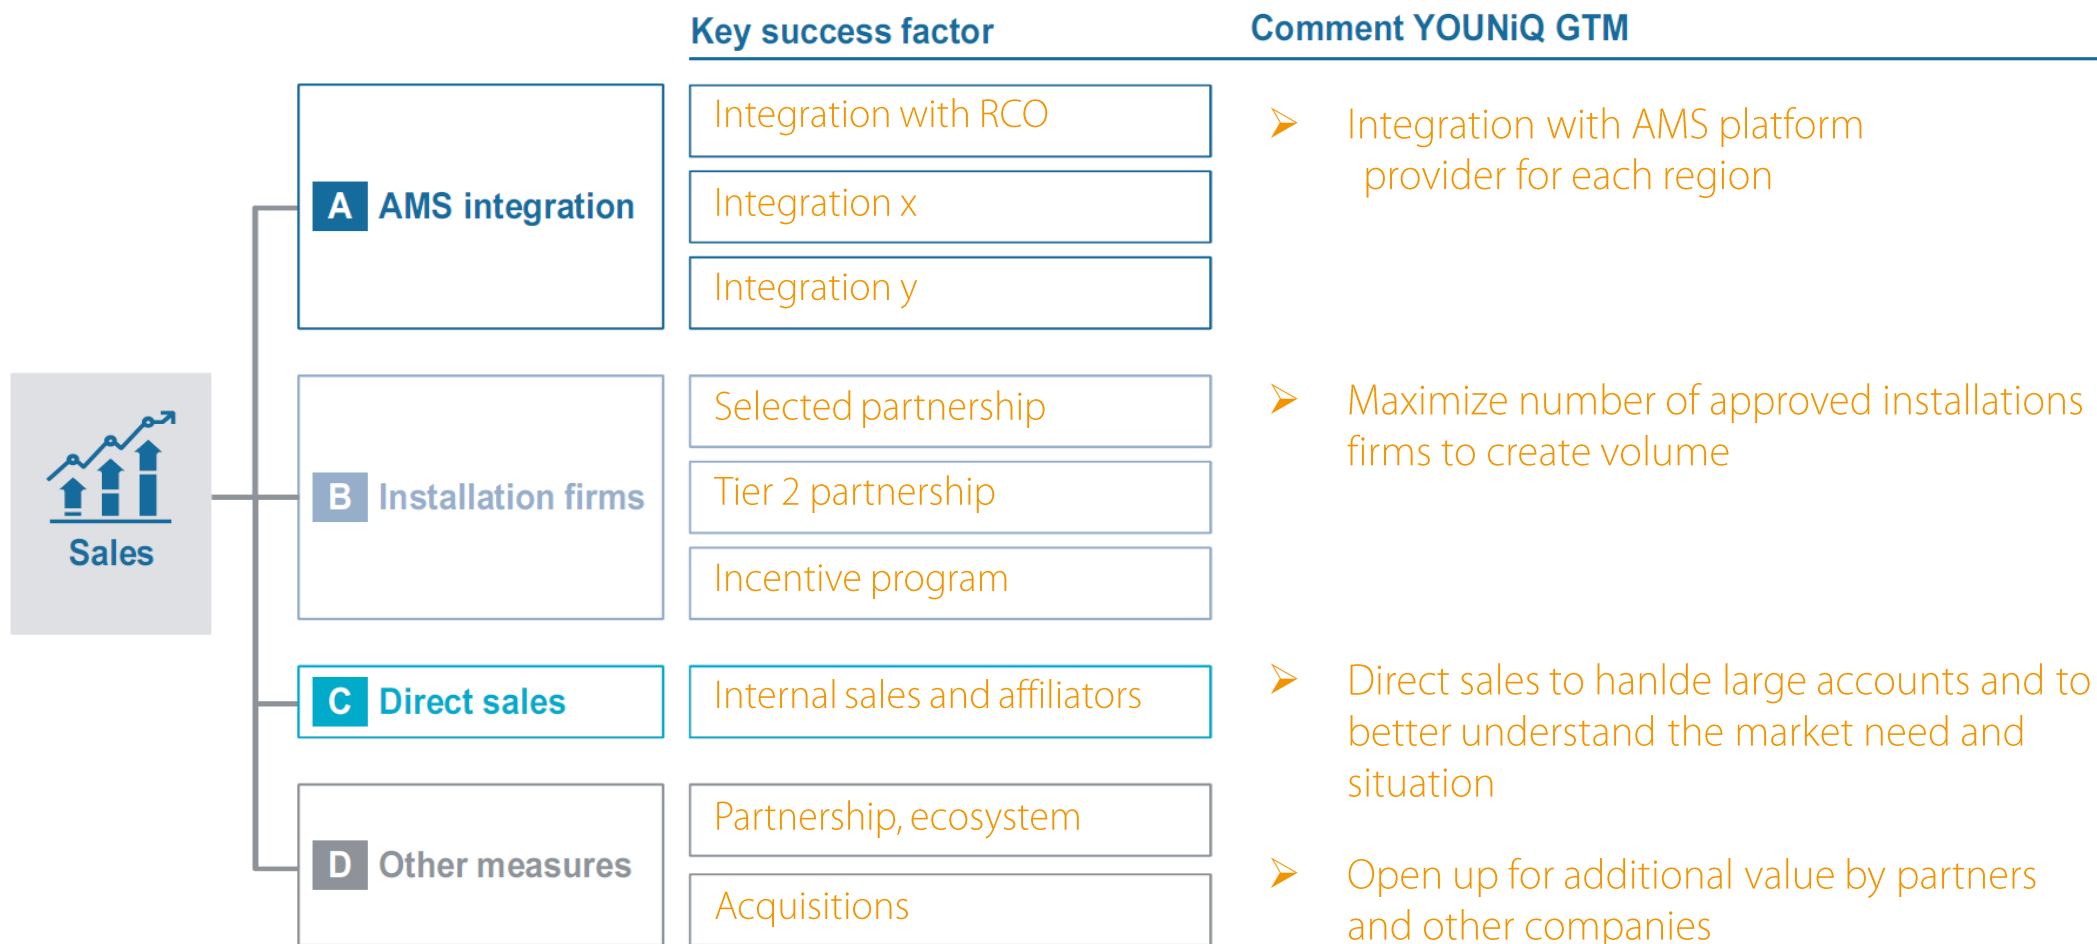 Key success factor
Comment YOUNiQ GTM
Sales
A AMS integration
Integration with RCO
Integration x
Integration y
Integration with AMS platform
provider for each region
B Installation firms
Selected partnership
Tier 2 partnership
Incentive program
Maximize number of approved installations
firms to create volume
C Direct sales
Internal sales and affiliators
Direct sales to hanlde large accounts and to
better understand the market need and
situation
D Other measures
Partnership, ecosystem
Acquisitions
Open up for additional value by partners
and other companies